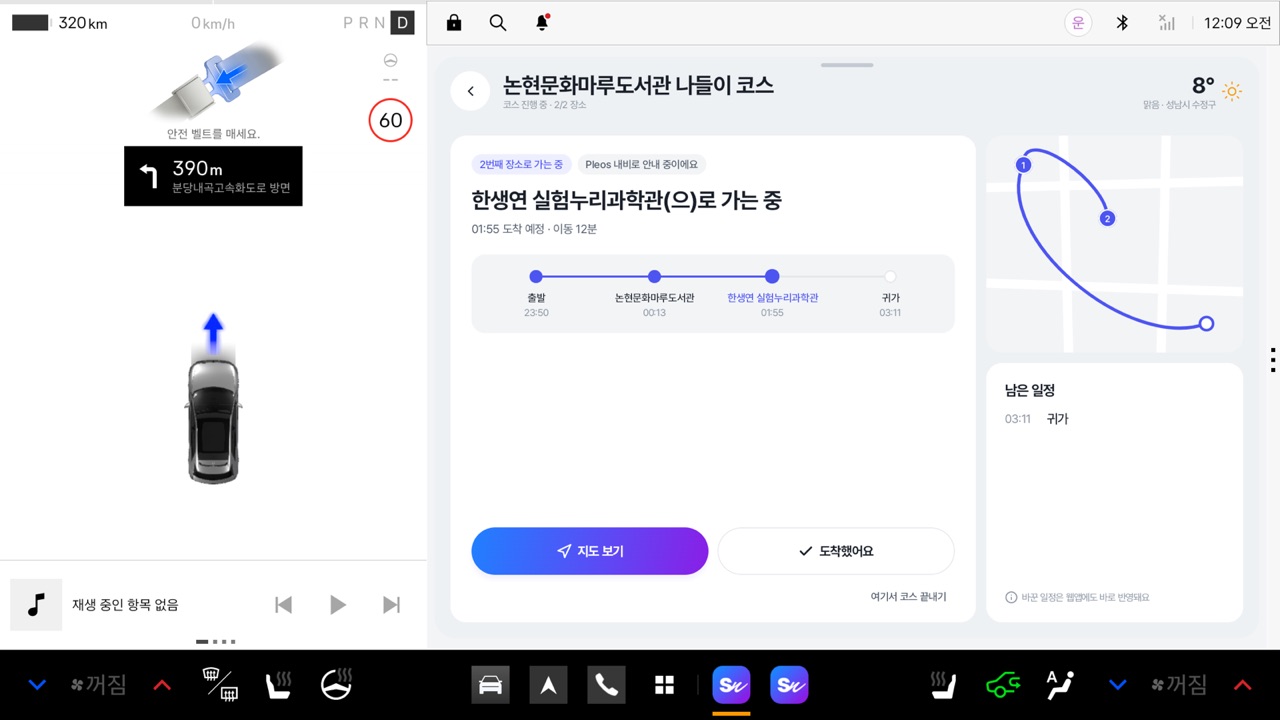 320 km
0 km/h
P R N D
60
안전 벨트를 매세요.
390 m
분당내곡고속화도로 방면
재생 중인 항목 없음
운
12:09 오전
논현문화마루도서관 나들이 코스
코스 진행 중 · 2/2 장소
8°
맑음 · 성남시 수정구
2번째 장소로 가는 중
Pleos 내비로 안내 중이에요
한생연 실험누리과학관(으)로 가는 중
01:55 도착 예정 · 이동 12분
출발
논현문화마루도서관
한생연 실험누리과학관
귀가
23:50
00:13
01:55
03:11
지도 보기
도착했어요
여기서 코스 끝내기
1
2
남은 일정
03:11 귀가
바꾼 일정은 웹앱에도 바로 반영돼요
꺼짐
A
꺼짐